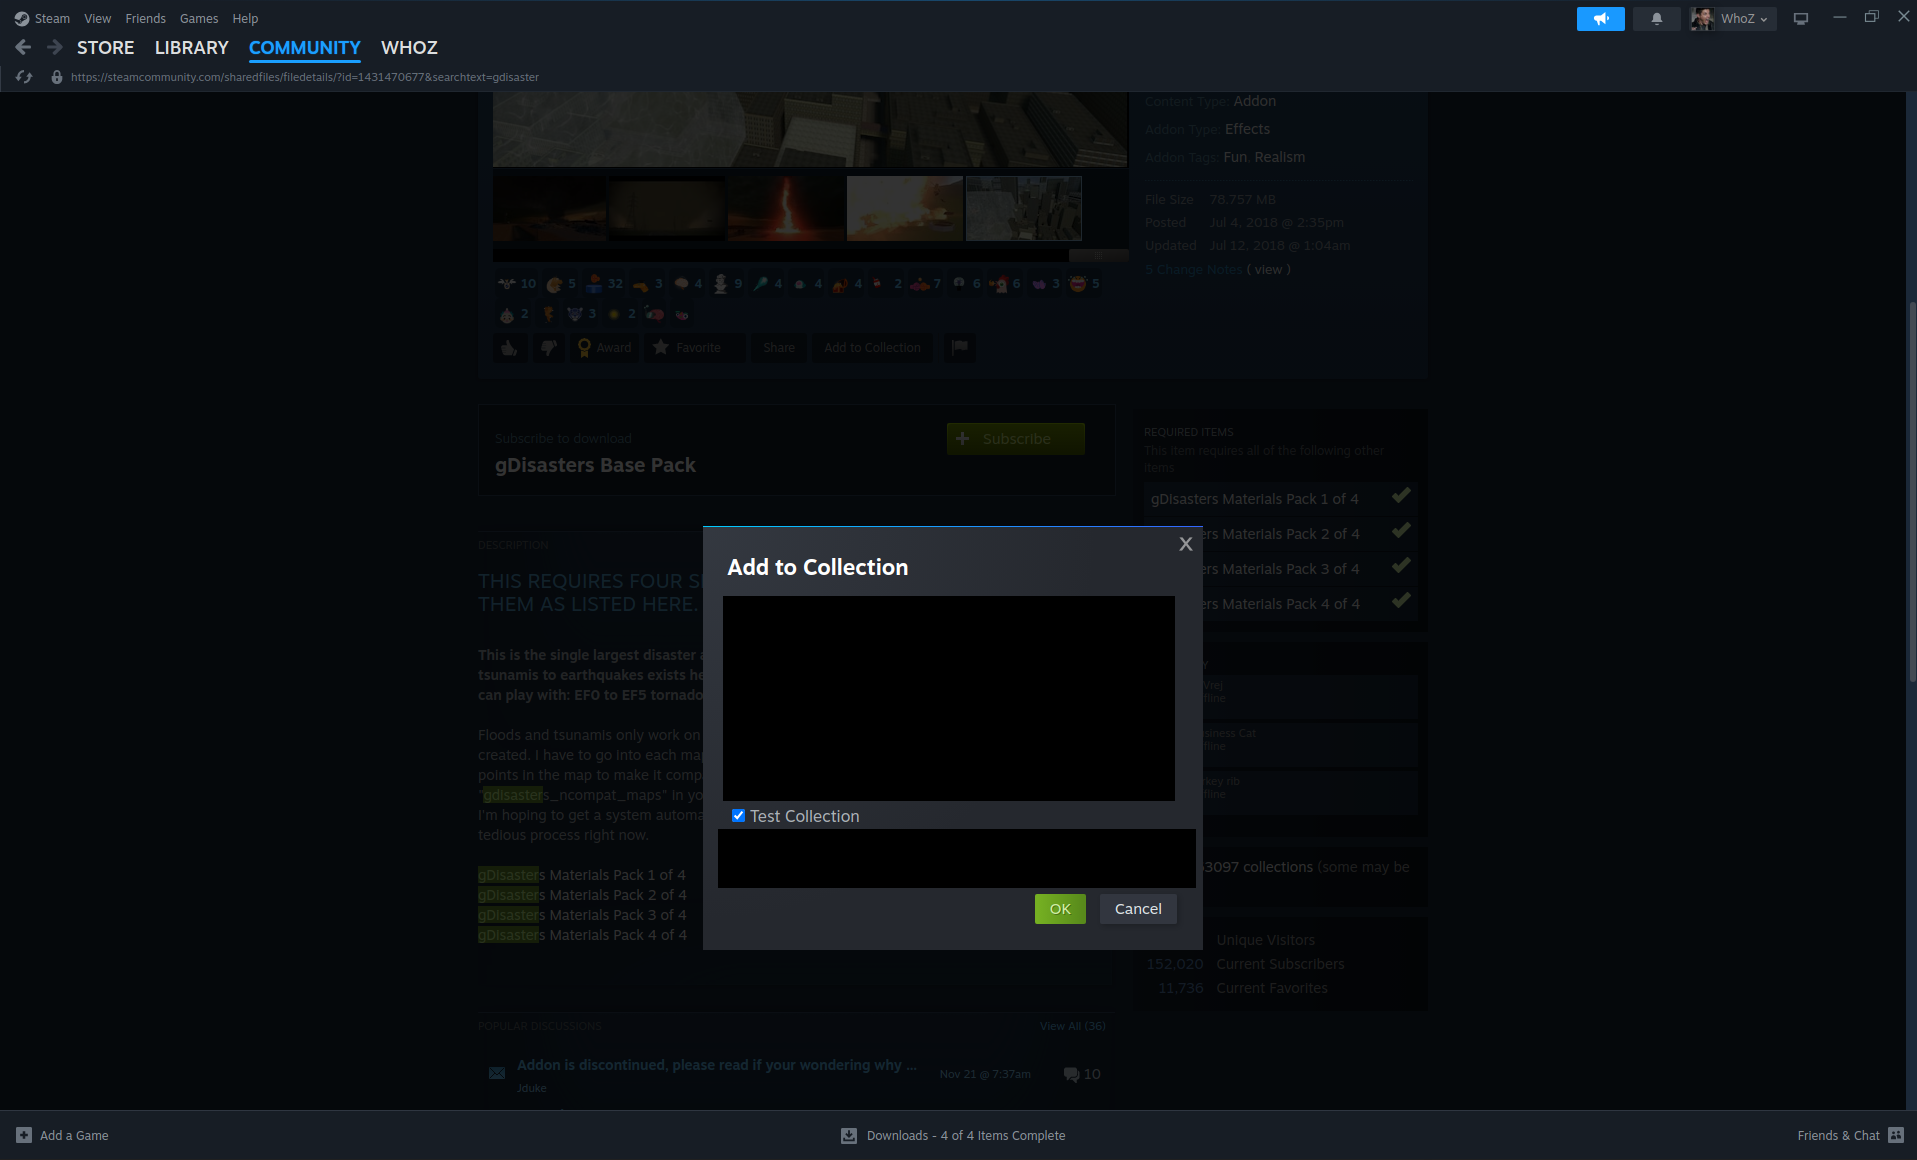 Steam View Friends Games Help
WhoZ
STORE LIBRARY COMMUNITY WHOZ
https://steamcommunity.com/sharedfiles/filedetails/?id=1431470677&searchtext=gdisaster
Content Type: Addon
Addon Type: Effects
Addon Tags: Fun, Realism
File Size 78.757 MB
Posted Jul 4, 2018 @ 2:35pm
Updated Jul 12, 2018 @ 1:04am
5 Change Notes ( view )
10 5 32 3 4 9 4 4 4 2 7 6 6 3 5
2 3 2
Award Favorite Share Add to Collection
Subscribe to download
gDisasters Base Pack
Subscribe
REQUIRED ITEMS
This item requires all of the following other
items
gDisasters Materials Pack 1 of 4
ers Materials Pack 2 of 4
ers Materials Pack 3 of 4
ers Materials Pack 4 of 4
DESCRIPTION
THIS REQUIRES FOUR S
THEM AS LISTED HERE.
This is the single largest disaster
tsunamis to earthquakes exists he
can play with: EF0 to EF5 tornado
Floods and tsunamis only work on
created. I have to go into each map
points in the map to make it comp
"gdisasters_ncompat_maps" in yo
I'm hoping to get a system automa
tedious process right now.
gDisasters Materials Pack 1 of 4
gDisasters Materials Pack 2 of 4
gDisasters Materials Pack 3 of 4
gDisasters Materials Pack 4 of 4
Add to Collection
X
Test Collection
OK Cancel
y
Vrej
fline
siness Cat
fline
rkey.rib
fline
3097 collections (some may be
Unique Visitors
152,020 Current Subscribers
11,736 Current Favorites
POPULAR DISCUSSIONS
View All (36)
Addon is discontinued, please read if your wondering why ...
Jduke
Nov 21 @ 7:37am
10
Add a Game
Downloads - 4 of 4 Items Complete
Friends & Chat